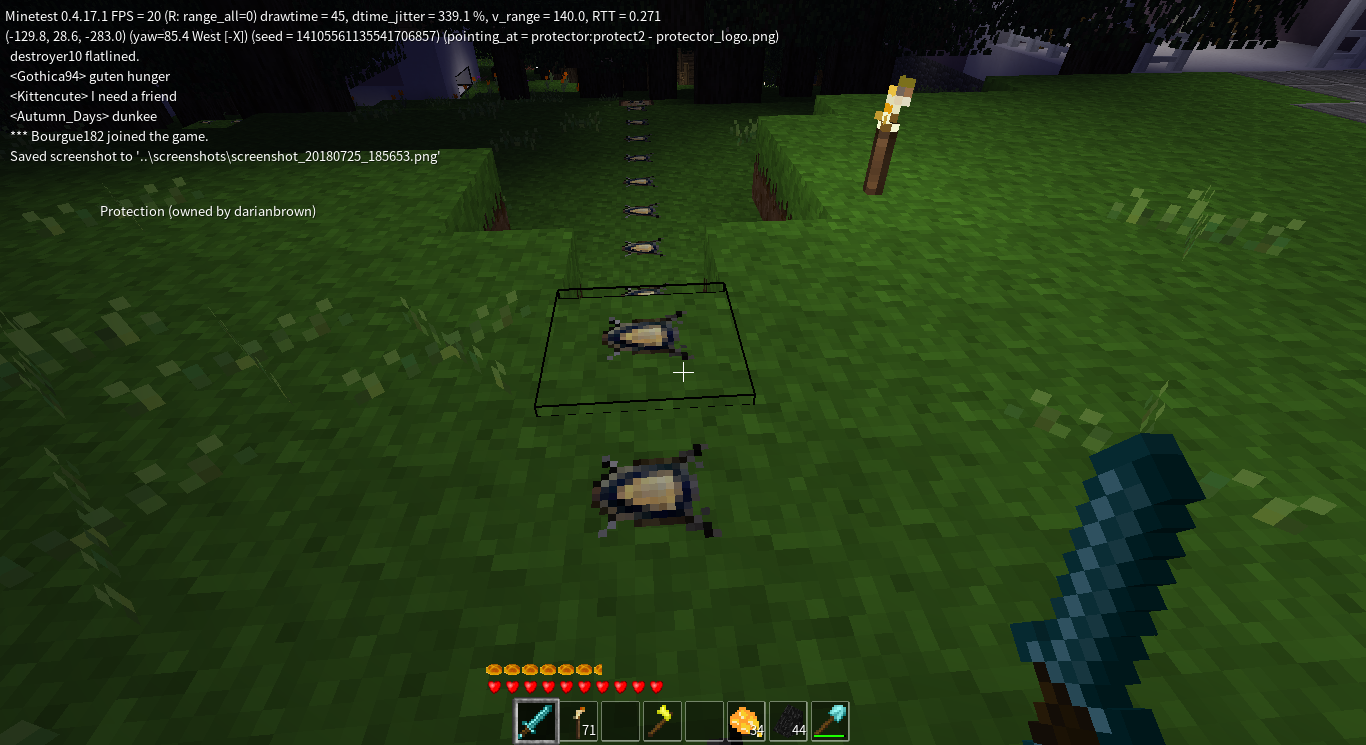 Minetest 0.4.17.1 FPS = 20 (R: range_all=0) drawtime = 45, dtime_jitter = 339.1 %, v_range = 140.0, RTT = 0.271
(-129.8, 28.6, -283.0) (yaw=85.4 West [-X]) (seed = 14105561135541706857) (pointing_at = protector:protect2 - protector_logo.png)
destroyer10 flatlined.
<Gothica94> guten hunger
<Kittencute> I need a friend
<Autumn_Days> dunkee
*** Bourgue182 joined the game.
Saved screenshot to '..\screenshots\screenshot_20180725_185653.png'
Protection (owned by darianbrown)
71
34
44